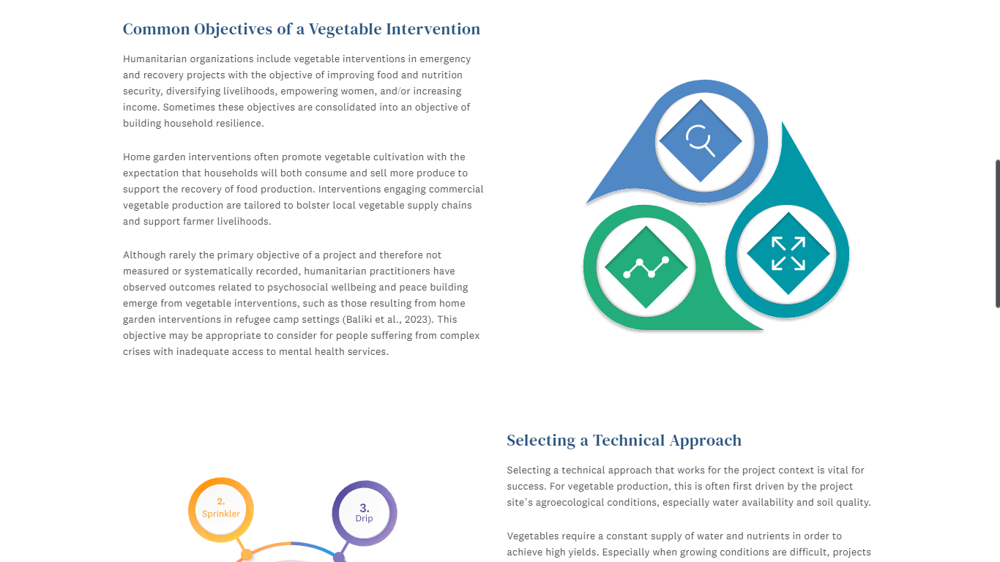 Common Objectives of a Vegetable Intervention
Humanitarian organizations include vegetable interventions in emergency
and recovery projects with the objective of improving food and nutrition
security, diversifying livelihoods, empowering women, and/or increasing
income. Sometimes these objectives are consolidated into an objective of
building household resilience.
Home garden interventions often promote vegetable cultivation with the
expectation that households will both consume and sell more produce to
support the recovery of food production. Interventions engaging commercial
vegetable production are tailored to bolster local vegetable supply chains
and support farmer livelihoods.
Although rarely the primary objective of a project and therefore not
measured or systematically recorded, humanitarian practitioners have
observed outcomes related to psychosocial wellbeing and peace building
emerge from vegetable interventions, such as those resulting from home
garden interventions in refugee camp settings (Baliki et al., 2023). This
objective may be appropriate to consider for people suffering from complex
crises with inadequate access to mental health services.
2.
Sprinkler
3.
Drip
Selecting a Technical Approach
Selecting a technical approach that works for the project context is vital for
success. For vegetable production, this is often first driven by the project
site’s agroecological conditions, especially water availability and soil quality.
Vegetables require a constant supply of water and nutrients in order to
achieve high yields. Especially when growing conditions are difficult, projects